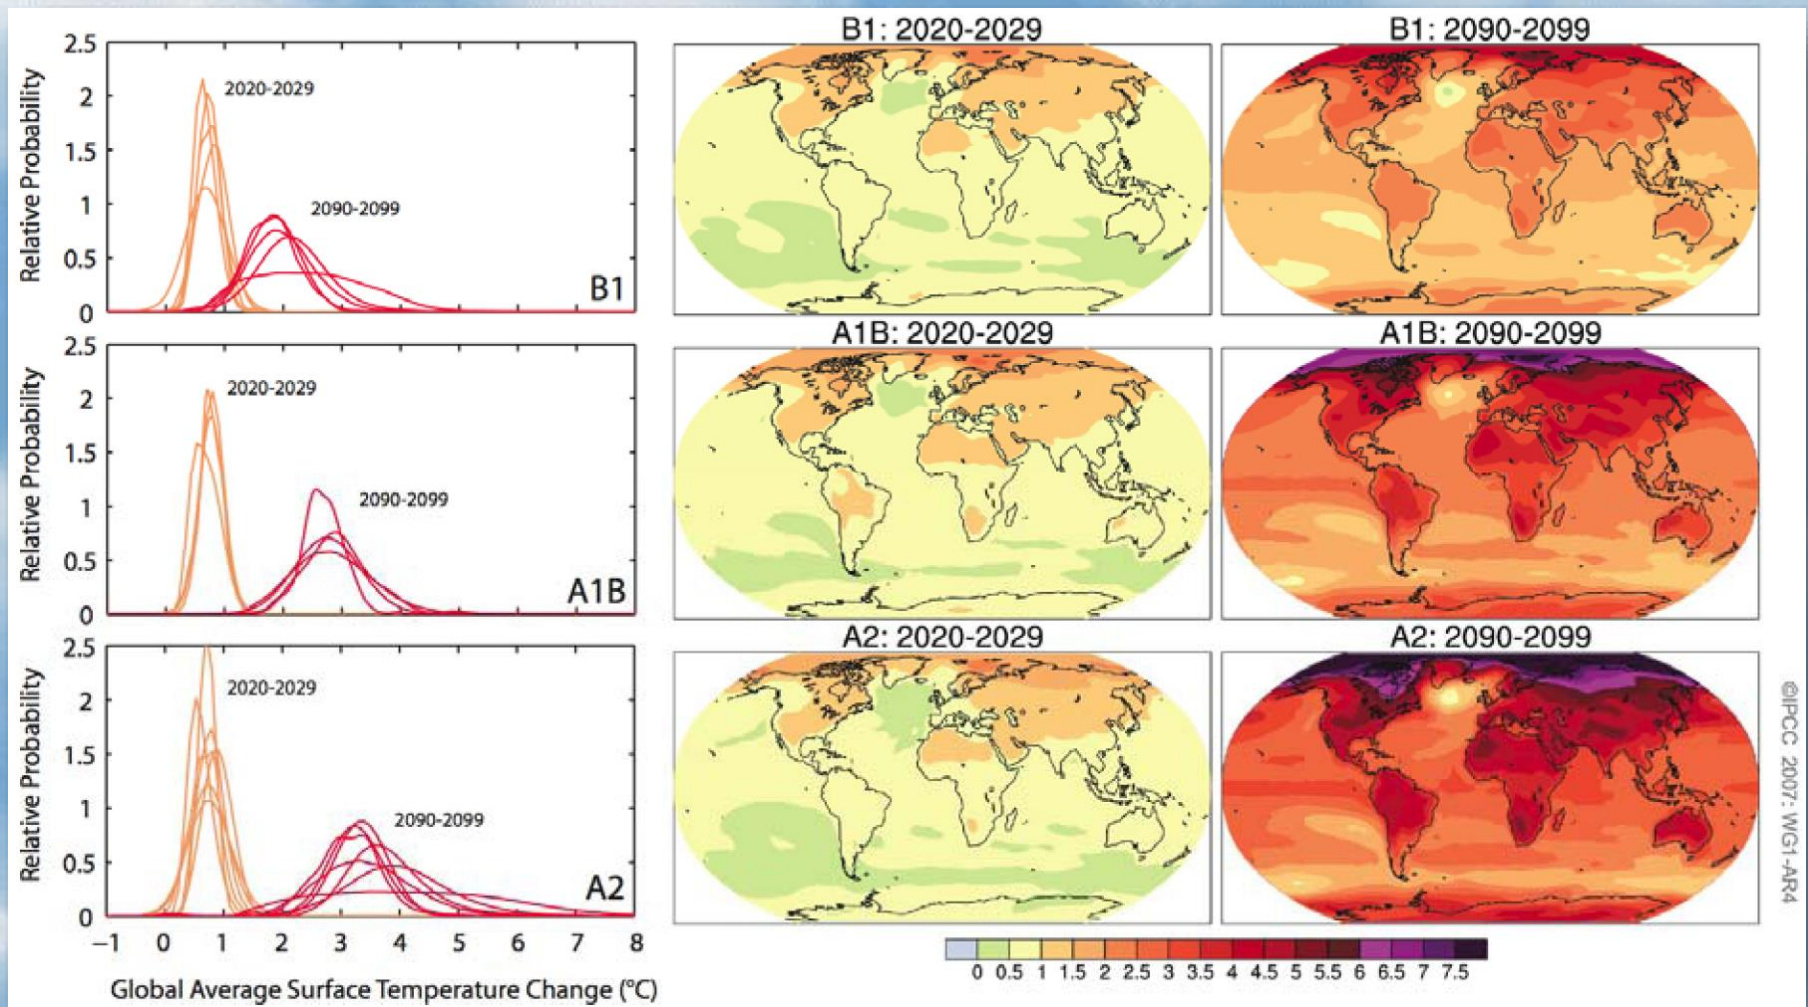 2.5
2
1.5
1
0.5
0
Relative Probability
2020-2029
2090-2099
B1
B1: 2020-2029
B1: 2090-2099
2.5
2
1.5
1
0.5
0
Relative Probability
2020-2029
2090-2099
A1B
A1B: 2020-2029
A1B: 2090-2099
2.5
2
1.5
1
0.5
0
Relative Probability
2020-2029
2090-2099
A2
−1 0 1 2 3 4 5 6 7 8
Global Average Surface Temperature Change (°C)
A2: 2020-2029
A2: 2090-2099
0 0.5 1 1.5 2 2.5 3 3.5 4 4.5 5 5.5 6 6.5 7 7.5
©IPCC 2007: WG1-AR4